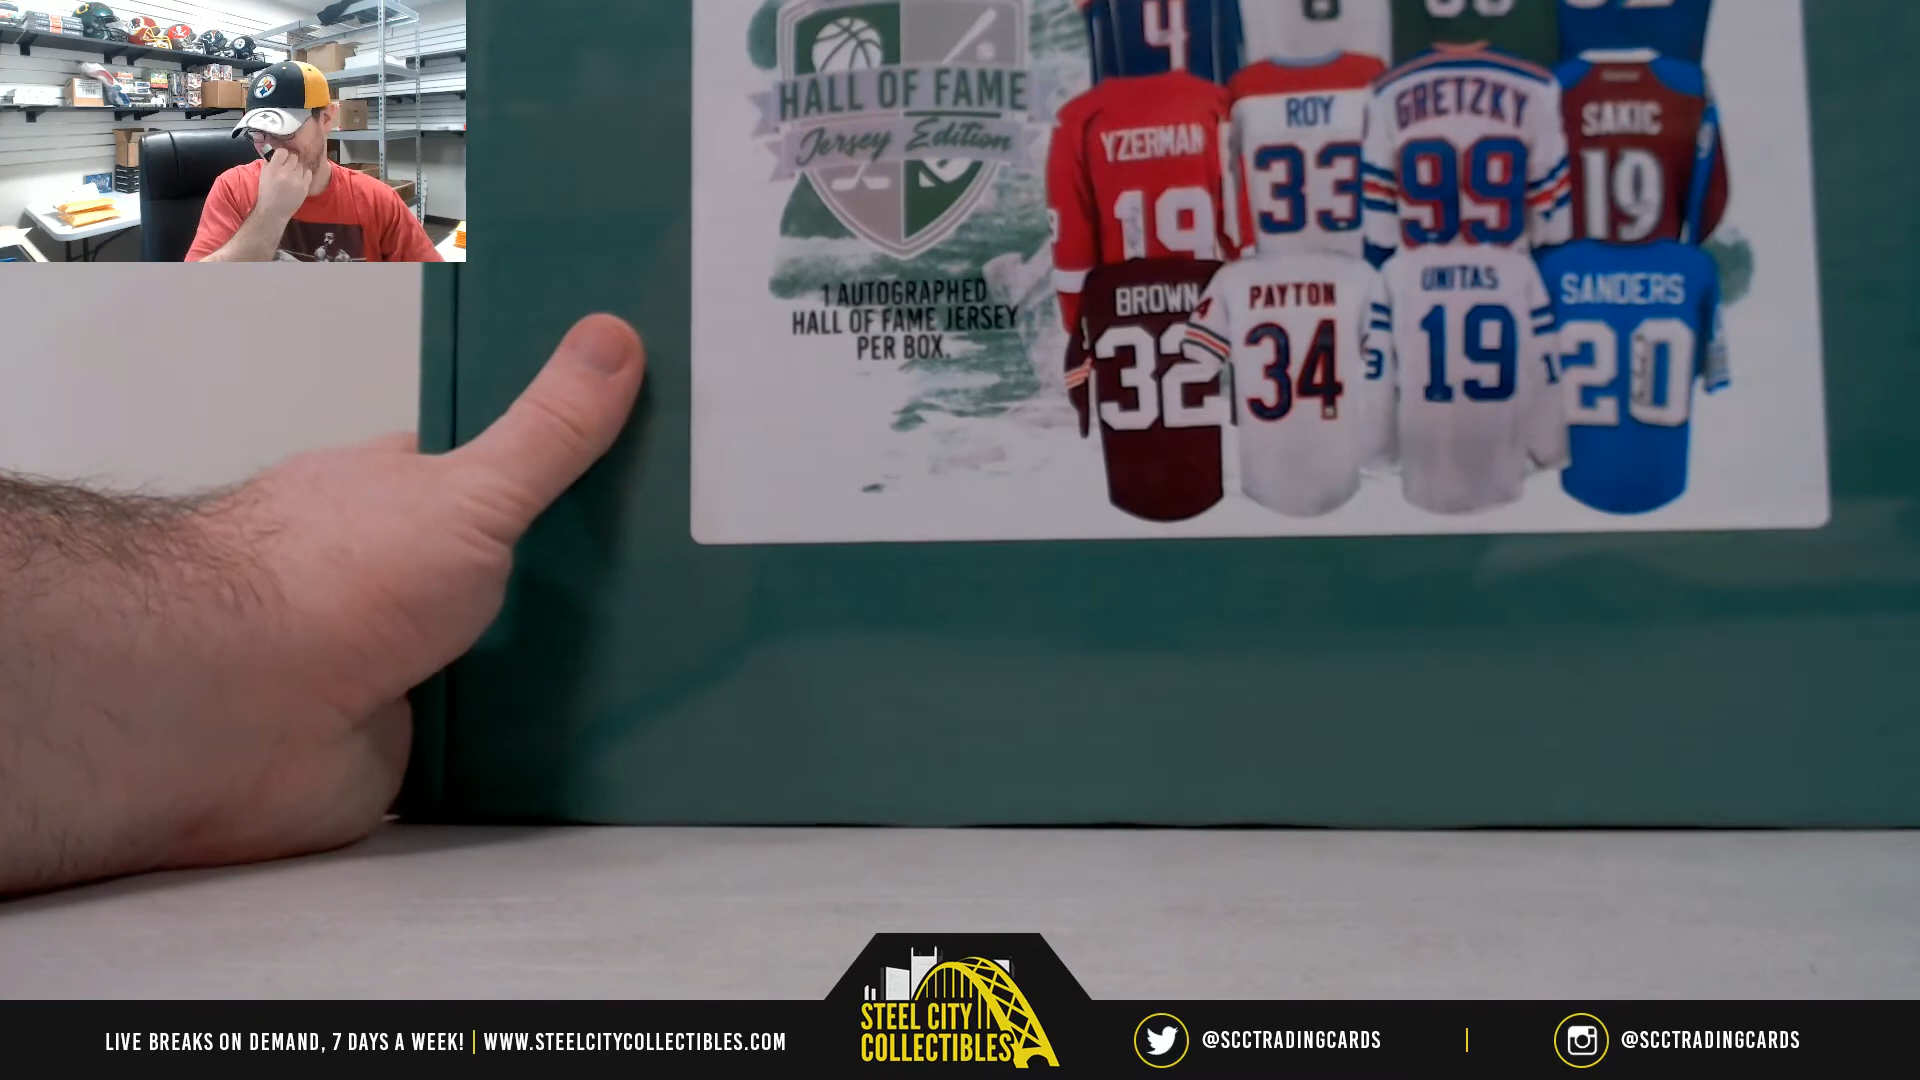 4
HALL OF FAME
Jersey Edition
1 AUTOGRAPHED
HALL OF FAME JERSEY
PER BOX.
YZERMAN
19
ROY
33
GRETZKY
99
SAKIC
19
BROWN
32
PAYTON
34
UNITAS
19
SANDERS
20
LIVE BREAKS ON DEMAND, 7 DAYS A WEEK! | WWW.STEELCITYCOLLECTIBLES.COM
STEEL CITY
COLLECTIBLES
@SCCTRADINGCARDS
@SCCTRADINGCARDS